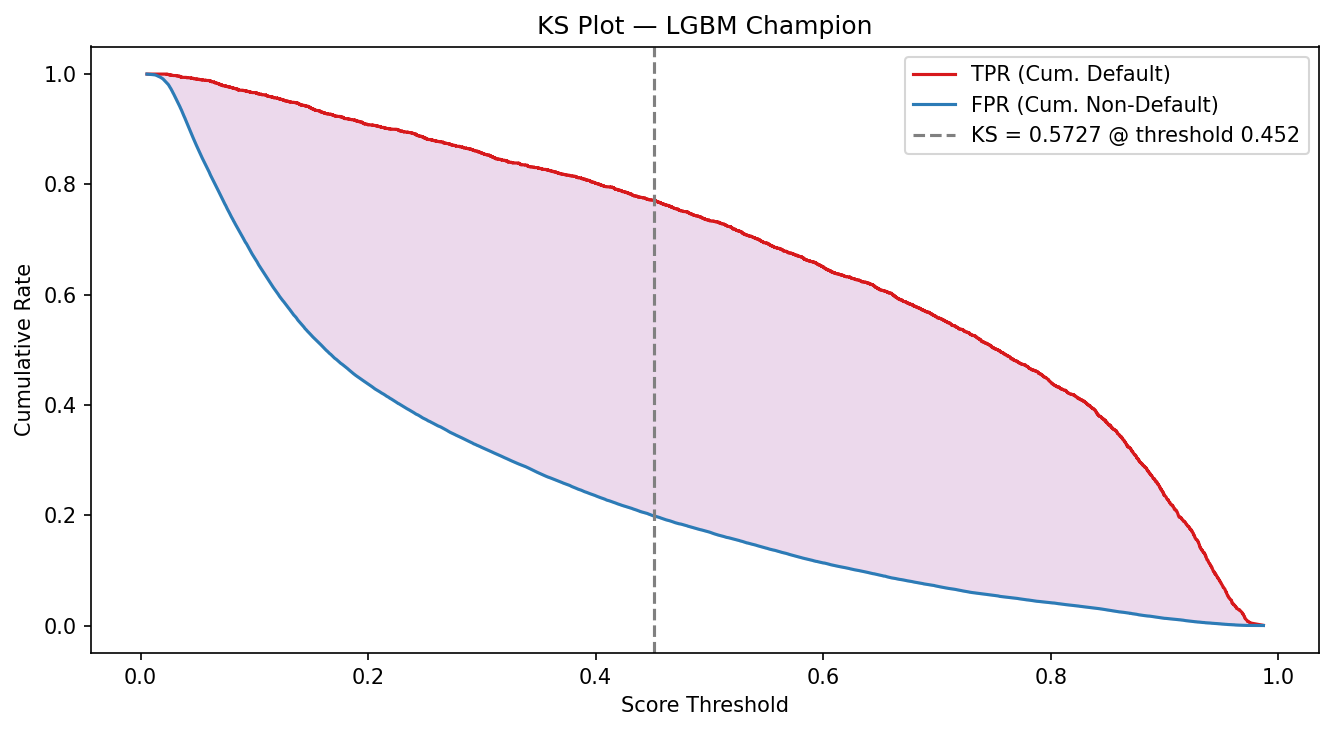 KS Plot — LGBM Champion
TPR (Cum. Default)
FPR (Cum. Non-Default)
KS = 0.5727 @ threshold 0.452
Cumulative Rate
1.0
0.8
0.6
0.4
0.2
0.0
0.0 0.2 0.4 0.6 0.8 1.0
Score Threshold